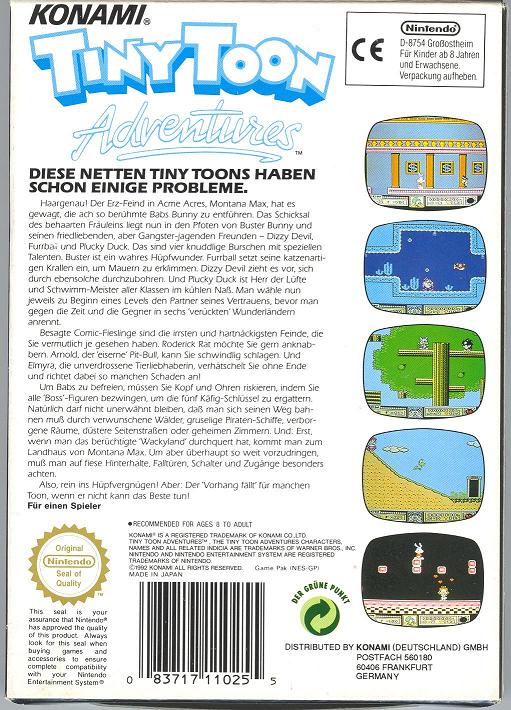 KONAMI®
TINY TOON
Adventures™
Nintendo
D-8754 Großostheim
Für Kinder ab 8 Jahren
und Erwachsene.
Verpackung aufheben.
CE
DIESE NETTEN TINY TOONS HABEN
SCHON EINIGE PROBLEME.
Haargenau! Der Erz-Feind in Acme Acres, Montana Max, hat es
gewagt, die ach so berühmte Babs Bunny zu entführen. Das Schicksal
des behaarten Fräuleins liegt nun in den Pfoten von Buster Bunny und
seinen friedliebenden, aber Gangster-jagenden Freunden – Dizzy Devil,
Furrball und Plucky Duck. Das sind vier knuddlige Burschen mit speziellen
Talenten. Buster ist ein wahres Hüpfwunder. Furrball setzt seine katzenarti-
gen Krallen ein, um Mauern zu erklimmen. Dizzy Devil zieht es vor, sich
durch ebensolche durchzubohren. Und Plucky Duck ist Herr der Lüfte
und Schwimm-Meister aller Klassen im kühlen Naß. Man wähle nun
jeweils zu Beginn eines Levels den Partner seines Vertrauens, bevor man
gegen die Zeit und die Gegner in sechs 'verückten' Wunderländern
anrennt.
Besagte Comic-Fieslinge sind die irrsten und hartnäckigsten Feinde, die
Sie vermutlich je gesehen haben. Roderick Rat möchte Sie gern anknab-
bern. Arnold, der 'eiserne' Pit-Bull, kann Sie schwindlig schlagen. Und
Elmyra, die unverdrossene Tierliebhaberin, verhätschelt Sie ohne Ende
und richtet dabei so manchen Schaden an!
Um Babs zu befreien, müssen Sie Kopf und Ohren riskieren, indem Sie
alle 'Boss'-Figuren bezwingen, um die fünf Käfig-Schlüssel zu ergattern.
Natürlich darf nicht unerwähnt bleiben, daß man sich seinen Weg bah-
nen muß durch verwunschene Wälder, gruselige Piraten-Schiffe, verbor-
gene Räume, düstere Seitenstraßen oder geheimen Zimmern. Und: Erst,
wenn man das berüchtigte 'Wackyland' durchquert hat, kommt man zum
Landhaus von Montana Max. Um aber überhaupt so weit vorzudringen,
muß man auf fiese Hinterhalte, Falltüren, Schalter und Zugänge besonders
achten.
Also, rein ins Hüpfvergnügen! Aber: Der 'Vorhang fällt' für manchen
Toon, wenn er nicht kann das Beste tun!
Für einen Spieler
●RECOMMENDED FOR AGES 8 TO ADULT
KONAMI® IS A REGISTERED TRADEMARK OF KONAMI CO.,LTD.
TINY TOON ADVENTURES™, THE TINY TOON ADVENTURES CHARACTERS,
NAMES AND ALL RELATED INDICIA ARE TRADEMARKS OF WARNER BROS., INC.
NINTENDO AND NINTENDO ENTERTAINMENT SYSTEM ARE REGISTERED
TRADEMARKS OF NINTENDO.
©1992 KONAMI ALL RIGHTS RESERVED. Game Pak (NES-GP)
MADE IN JAPAN
Original
Nintendo
Seal of
Quality
This seal is your
assurance that Nintendo®
has approved the quality
of this product. Always
look for this seal when
buying games and
accessories to ensure
complete compatibility
with your Nintendo
Entertainment System®
0 83717 11025 5
DER GRÜNE PUNKT
DISTRIBUTED BY KONAMI (DEUTSCHLAND) GMBH
POSTFACH 560180
60406 FRANKFURT
GERMANY